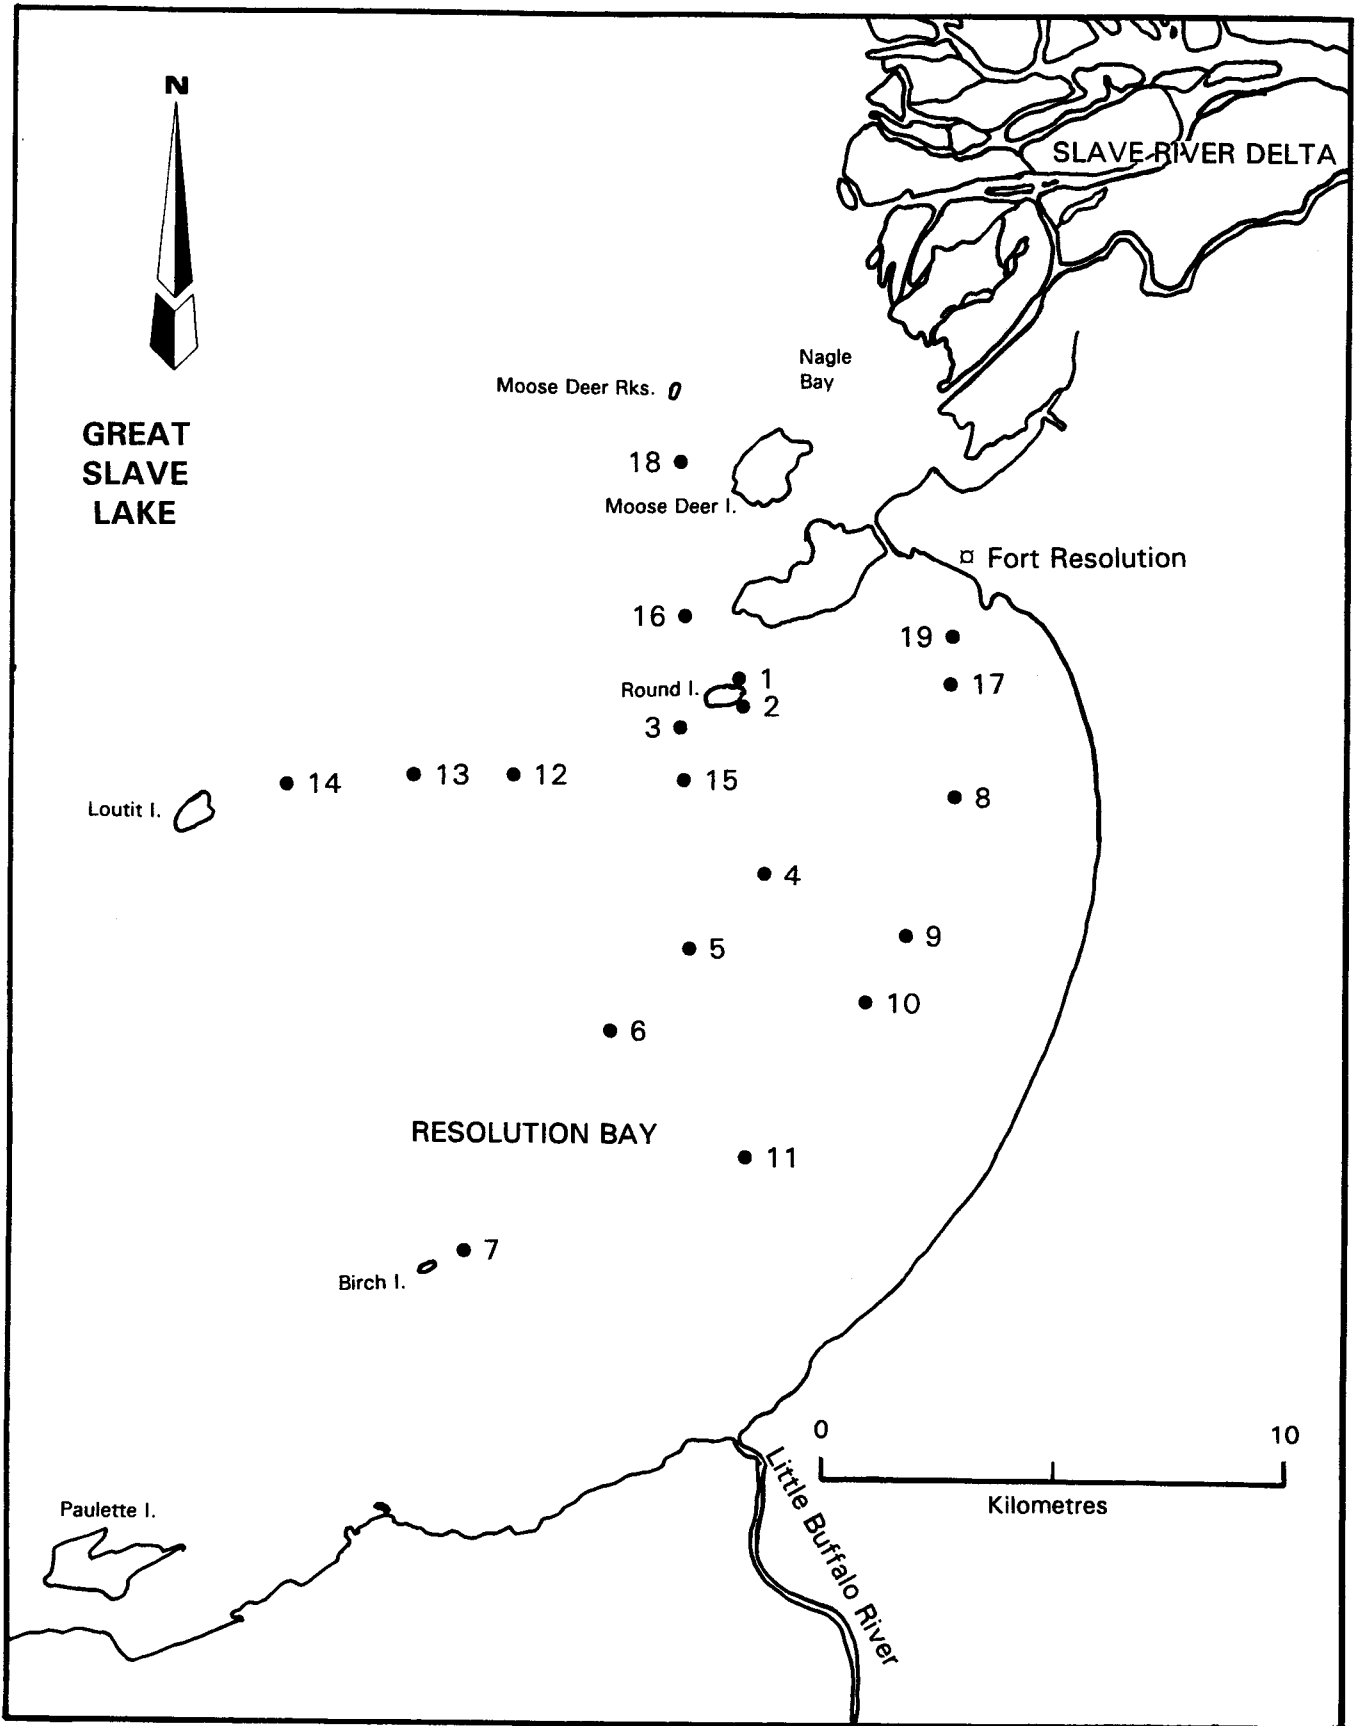 N
SLAVE RIVER DELTA
Nagle
Bay
Moose Deer Rks.
GREAT
SLAVE
LAKE
18
Moose Deer I.
Fort Resolution
16
19
1
Round I.
17
2
3
14
13
12
15
Loutit I.
8
4
9
5
10
6
RESOLUTION BAY
11
7
Birch I.
0
10
Kilometres
Little Buffalo River
Paulette I.